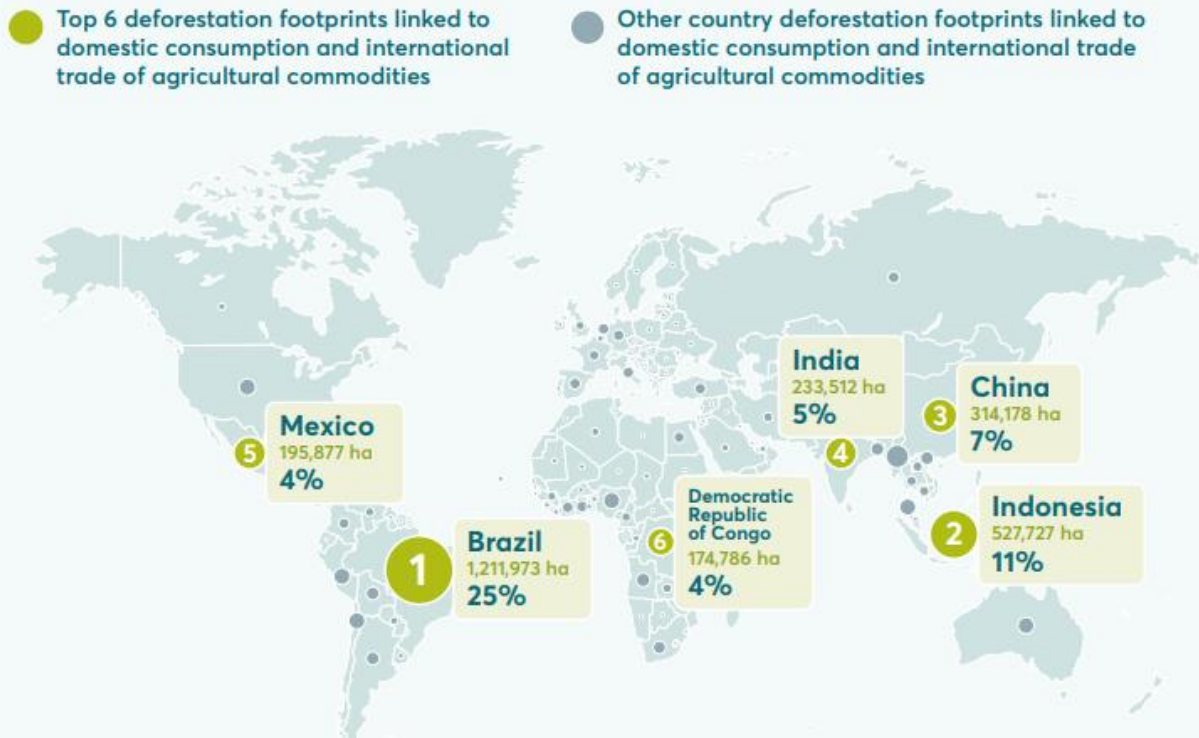 Top 6 deforestation footprints linked to
domestic consumption and international
trade of agricultural commodities
Other country deforestation footprints linked to
domestic consumption and international trade
of agricultural commodities
India
233,512 ha
5%
4
China
314,178 ha
7%
3
Mexico
195,877 ha
4%
5
Democratic
Republic
of Congo
174,786 ha
4%
6
Indonesia
527,727 ha
11%
2
Brazil
1,211,973 ha
25%
1